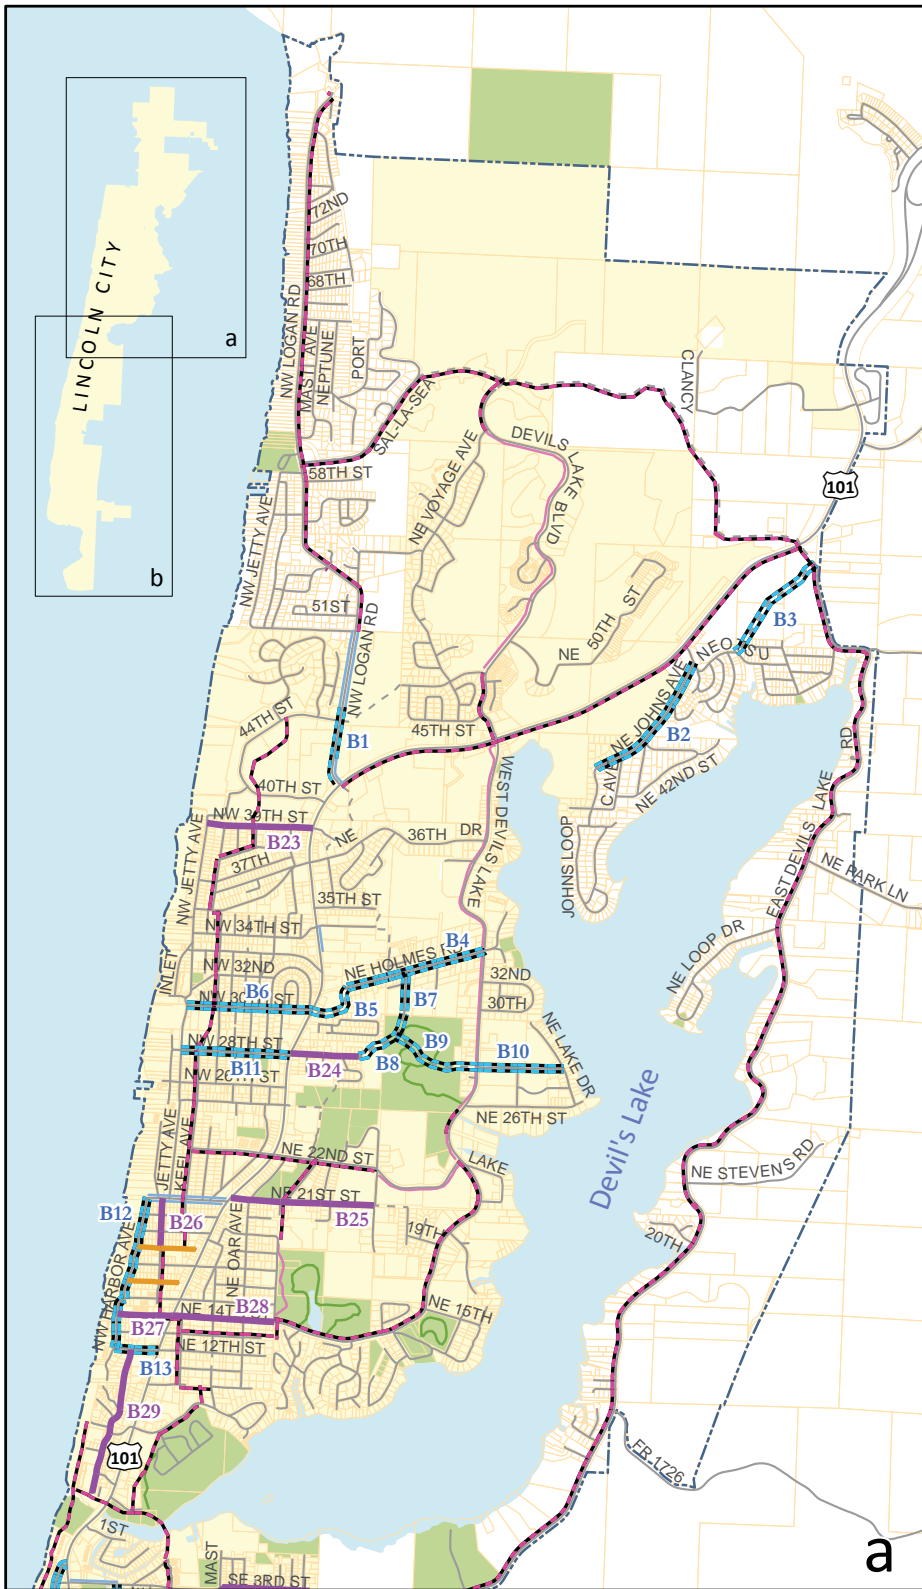 LINCOLN CITY
a
b
72ND
70TH
68TH
NW LOGAN RD
MAST AVE
NEPTUNE
PORT
SAL-LA-SEA
58TH ST
CLANCY
101
DEVILS LAKE BLVD
NE VOYAGE AVE
NW JETTY AVE
51ST
NW LOGAN RD
NE 50TH ST
B3
NEOTSU
NE JOHNS AVE
B2
44TH ST
B1
45TH ST
C AVE
NE 42ND ST
40TH ST
WEST DEVILS LAKE
RD
NW 39TH ST
B23
NE 36TH DR
JOHNS LOOP
EAST DEVILS LAKE
NW JETTY AVE
37TH
NE PARK LN
35TH ST
NW 34TH ST
NE LOOP DR
B4
NE HOLMES RD
NW 32ND
32ND
INLET
B6
30TH
B5
B7
NW 28TH ST
B9
B11
B24
B8
B10
NE LAKE DR
NE 26TH ST
Devil's Lake
JETTY AVE
KEEL AVE
NE 22ND ST
LAKE
NE STEVENS RD
NE 21ST ST
B12
B26
B25
20TH
19TH
NW HARBOR AVE
NE OAR AVE
NE 14TH
B28
NE 15TH
B27
NE 12TH ST
B13
B29
101
FR 1726
1ST
MAST
SE 3RD ST
a